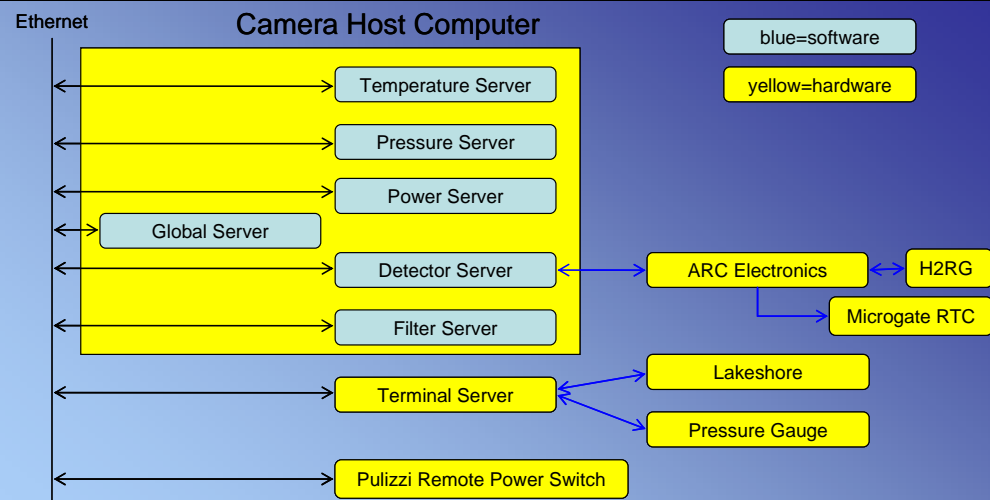 Ethernet
Camera Host Computer
blue=software
yellow=hardware
Temperature Server
Pressure Server
Power Server
Global Server
Detector Server
ARC Electronics
H2RG
Microgate RTC
Filter Server
Lakeshore
Terminal Server
Pressure Gauge
Pulizzi Remote Power Switch